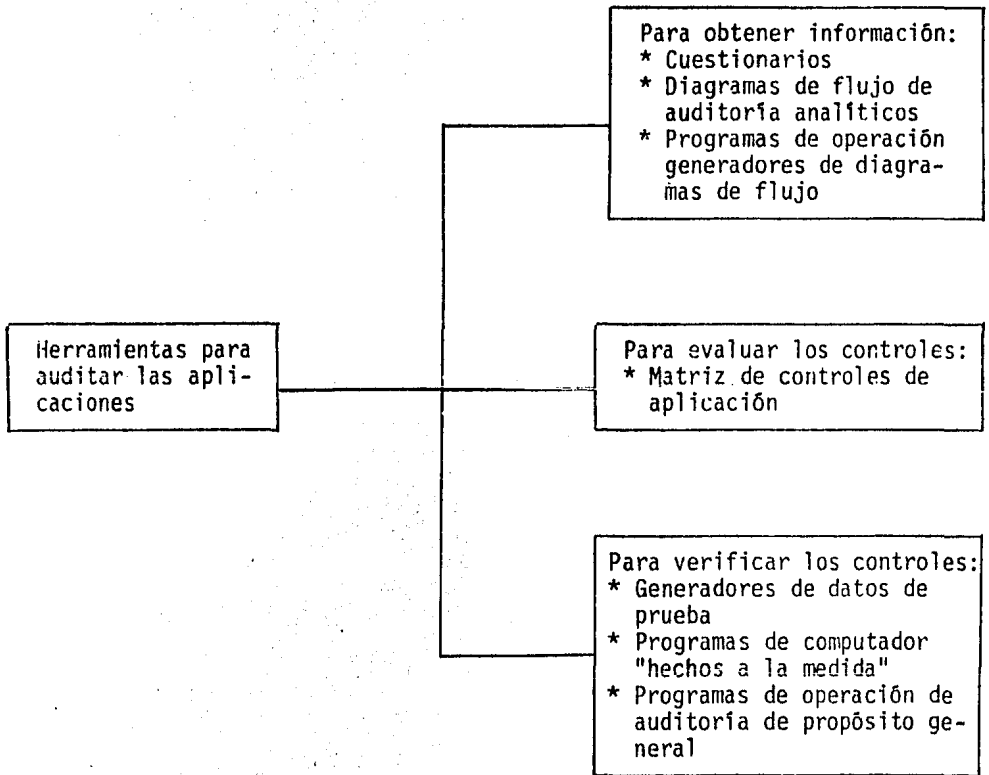 Para obtener información:
* Cuestionarios
* Diagramas de flujo de
auditoría analíticos
* Programas de operación
generadores de diagra-
mas de flujo
Herramientas para
auditar las apli-
caciones
Para evaluar los controles:
* Matriz de controles de
aplicación
Para verificar los controles:
* Generadores de datos de
prueba
* Programas de computador
"hechos a la medida"
* Programas de operación de
auditoría de propósito ge-
neral